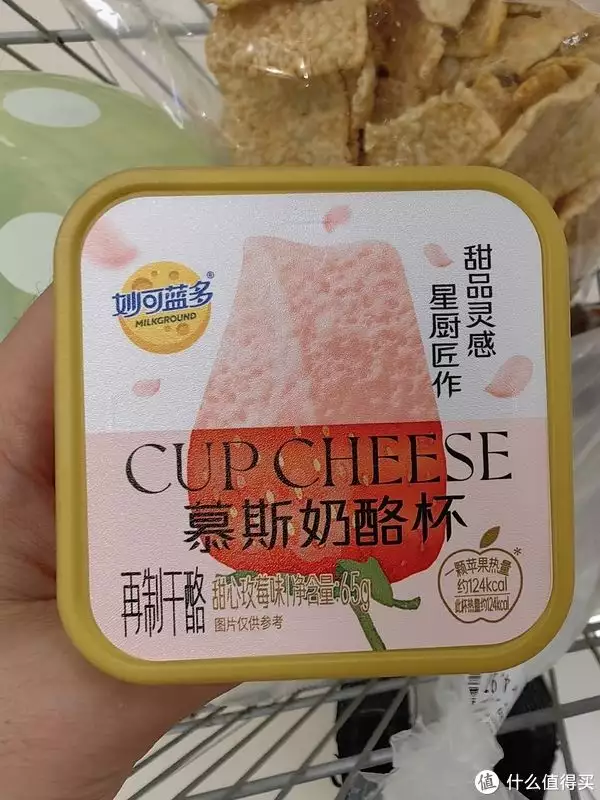 妙可蓝多®
MILKGROUND
甜品灵感
星厨匠作
CUP CHEESE
慕斯奶酪杯
再制干酪
甜心玫莓味 | 净含量:65g
图片仅供参考
一颗苹果热量*
约124kcal
此杯热量约124kcal
值 什么值得买